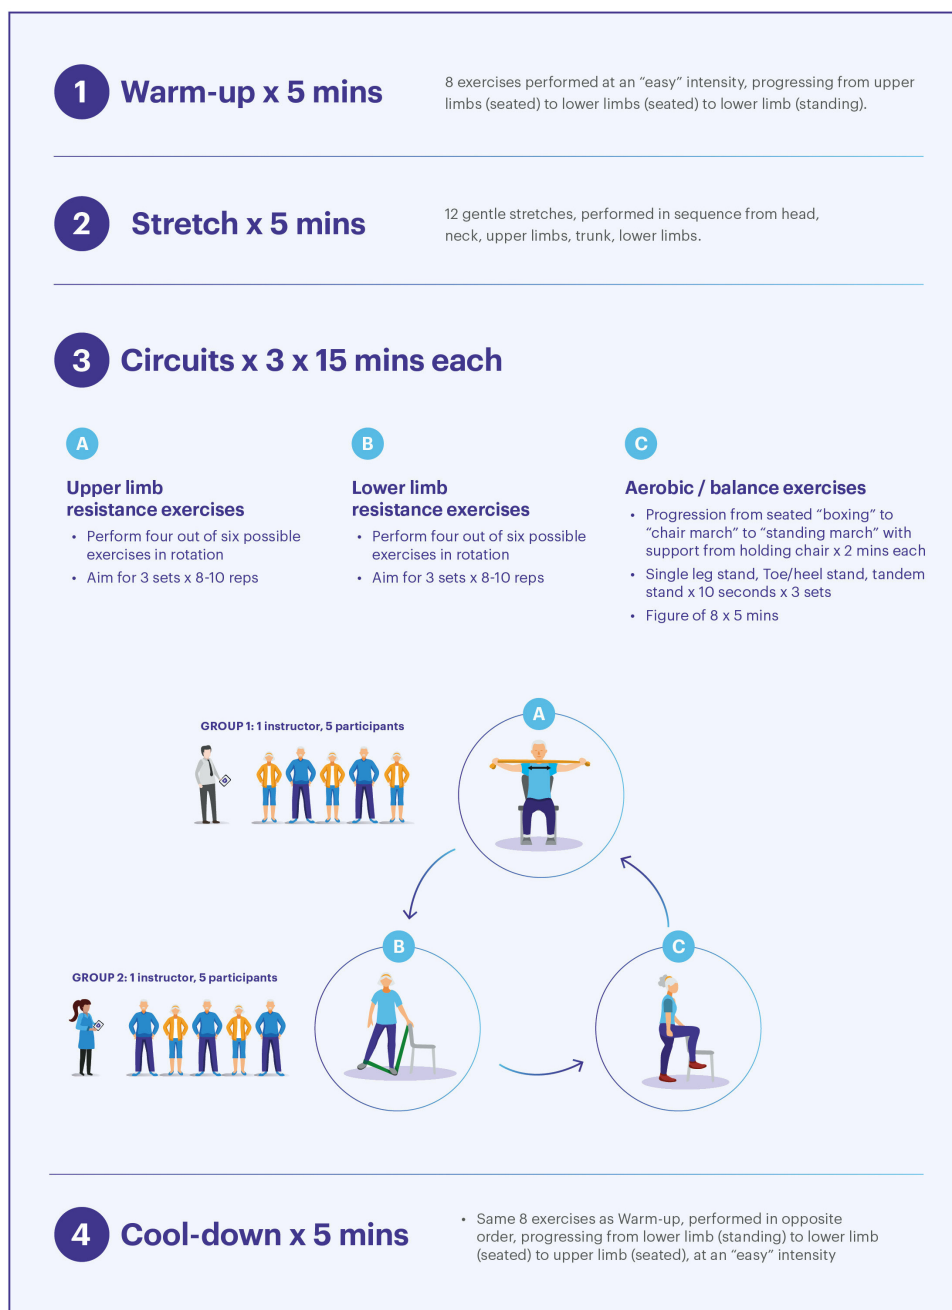 1 Warm-up x 5 mins
8 exercises performed at an “easy” intensity, progressing from upper
limbs (seated) to lower limbs (seated) to lower limb (standing).
2 Stretch x 5 mins
12 gentle stretches, performed in sequence from head,
neck, upper limbs, trunk, lower limbs.
3 Circuits x 3 x 15 mins each
A
Upper limb
resistance exercises
• Perform four out of six possible
exercises in rotation
• Aim for 3 sets x 8-10 reps
B
Lower limb
resistance exercises
• Perform four out of six possible
exercises in rotation
• Aim for 3 sets x 8-10 reps
C
Aerobic / balance exercises
• Progression from seated “boxing” to
“chair march” to “standing march” with
support from holding chair x 2 mins each
• Single leg stand, Toe/heel stand, tandem
stand x 10 seconds x 3 sets
• Figure of 8 x 5 mins
GROUP 1: 1 instructor, 5 participants
A
GROUP 2: 1 instructor, 5 participants
B
C
4 Cool-down x 5 mins
• Same 8 exercises as Warm-up, performed in opposite
order, progressing from lower limb (standing) to lower limb
(seated) to upper limb (seated), at an “easy” intensity